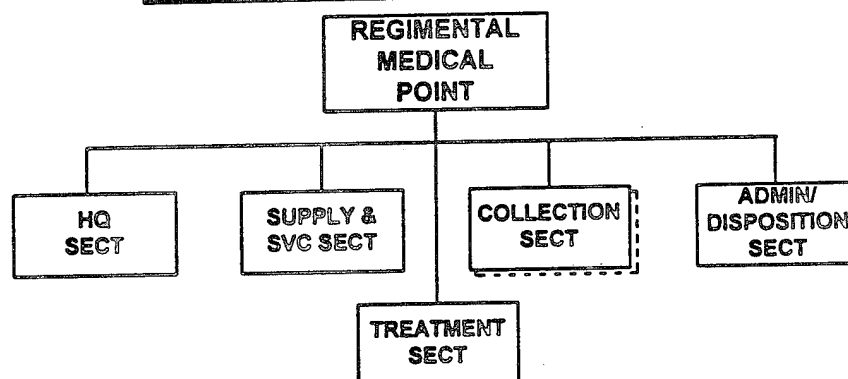 REGIMENTAL
MEDICAL
POINT
HQ
SECT
SUPPLY &
SVC SECT
COLLECTION
SECT
ADMIN/
DISPOSITION
SECT
TREATMENT
SECT